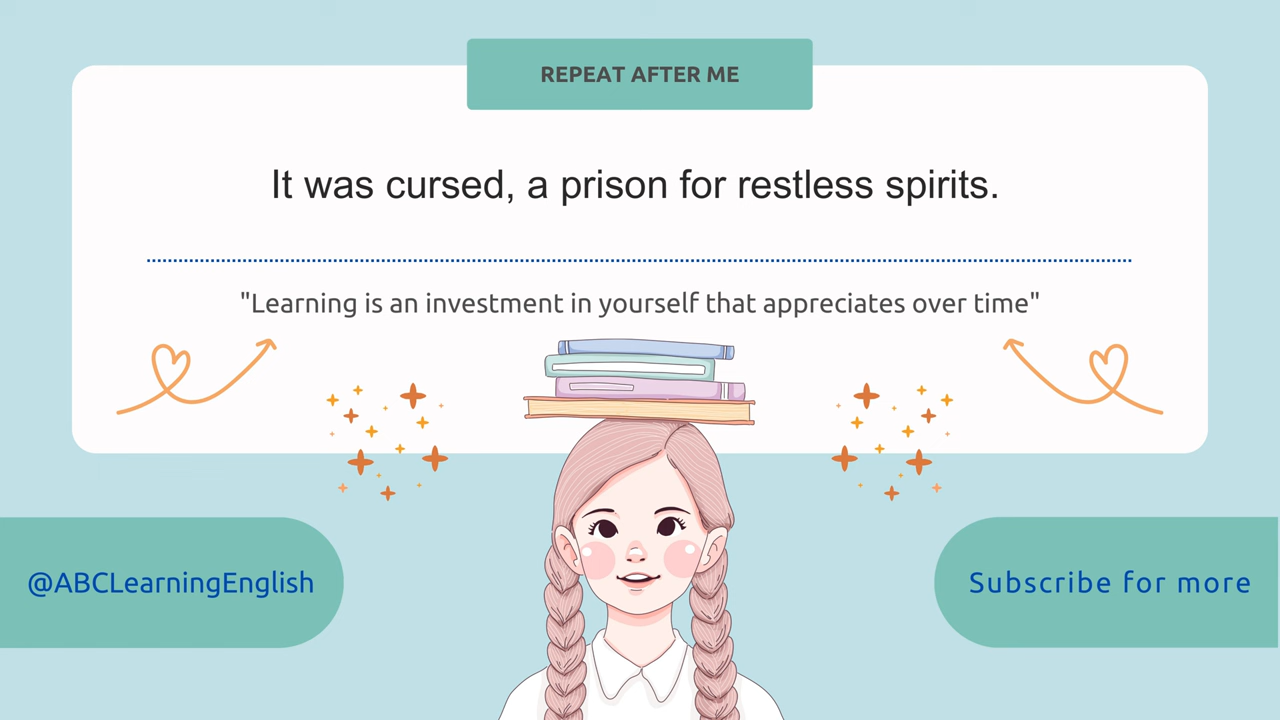 REPEAT AFTER ME
It was cursed, a prison for restless spirits.
"Learning is an investment in yourself that appreciates over time"
@ABCLearningEnglish
Subscribe for more